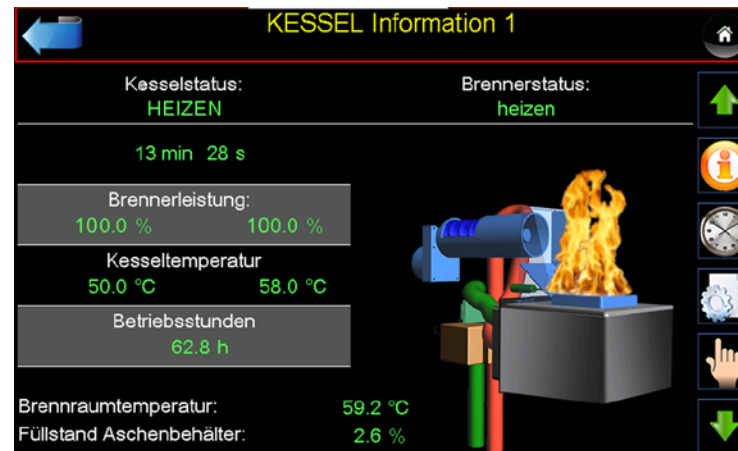 KESSEL Information 1
Kesselstatus:
HEIZEN
Brennerstatus:
heizen
13 min 28 s
Brennerleistung:
100.0 % 100.0 %
Kesseltemperatur
50.0 °C 58.0 °C
Betriebsstunden
62.8 h
Brennraumtemperatur: 59.2 °C
Füllstand Aschenbehälter: 2.6 %